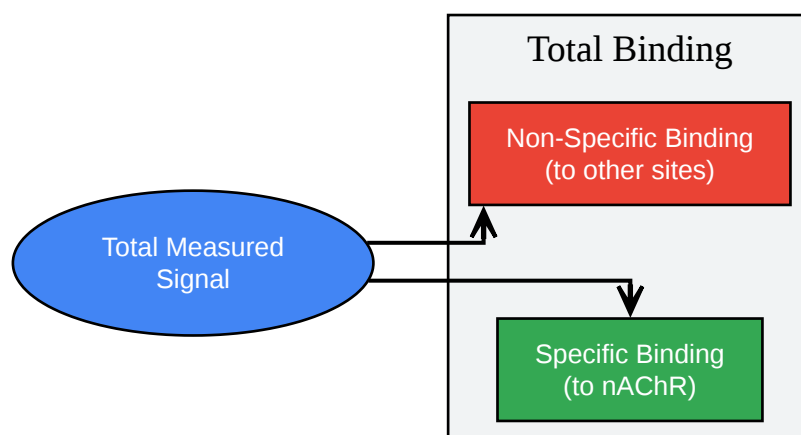 Total Binding
Non-Specific Binding
(to other sites)
Total Measured
Signal
Specific Binding
(to nAChR)